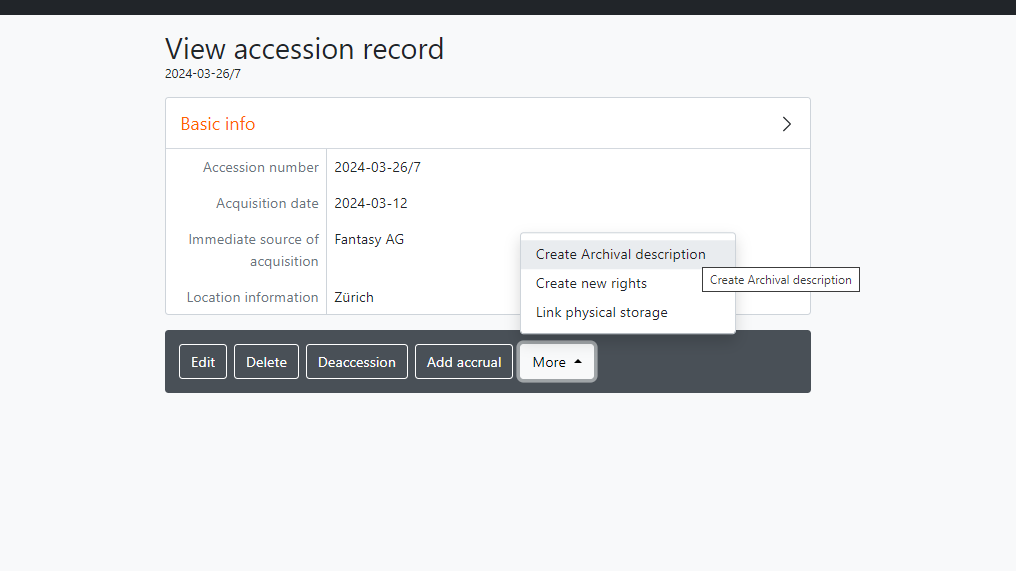 View accession record
2024-03-26/7
Basic info
Accession number 2024-03-26/7
Acquisition date 2024-03-12
Immediate source of Fantasy AG
acquisition
Location information Zürich
Create Archival description
Create new rights
Link physical storage
Create Archival description
Edit Delete Deaccession Add accrual More